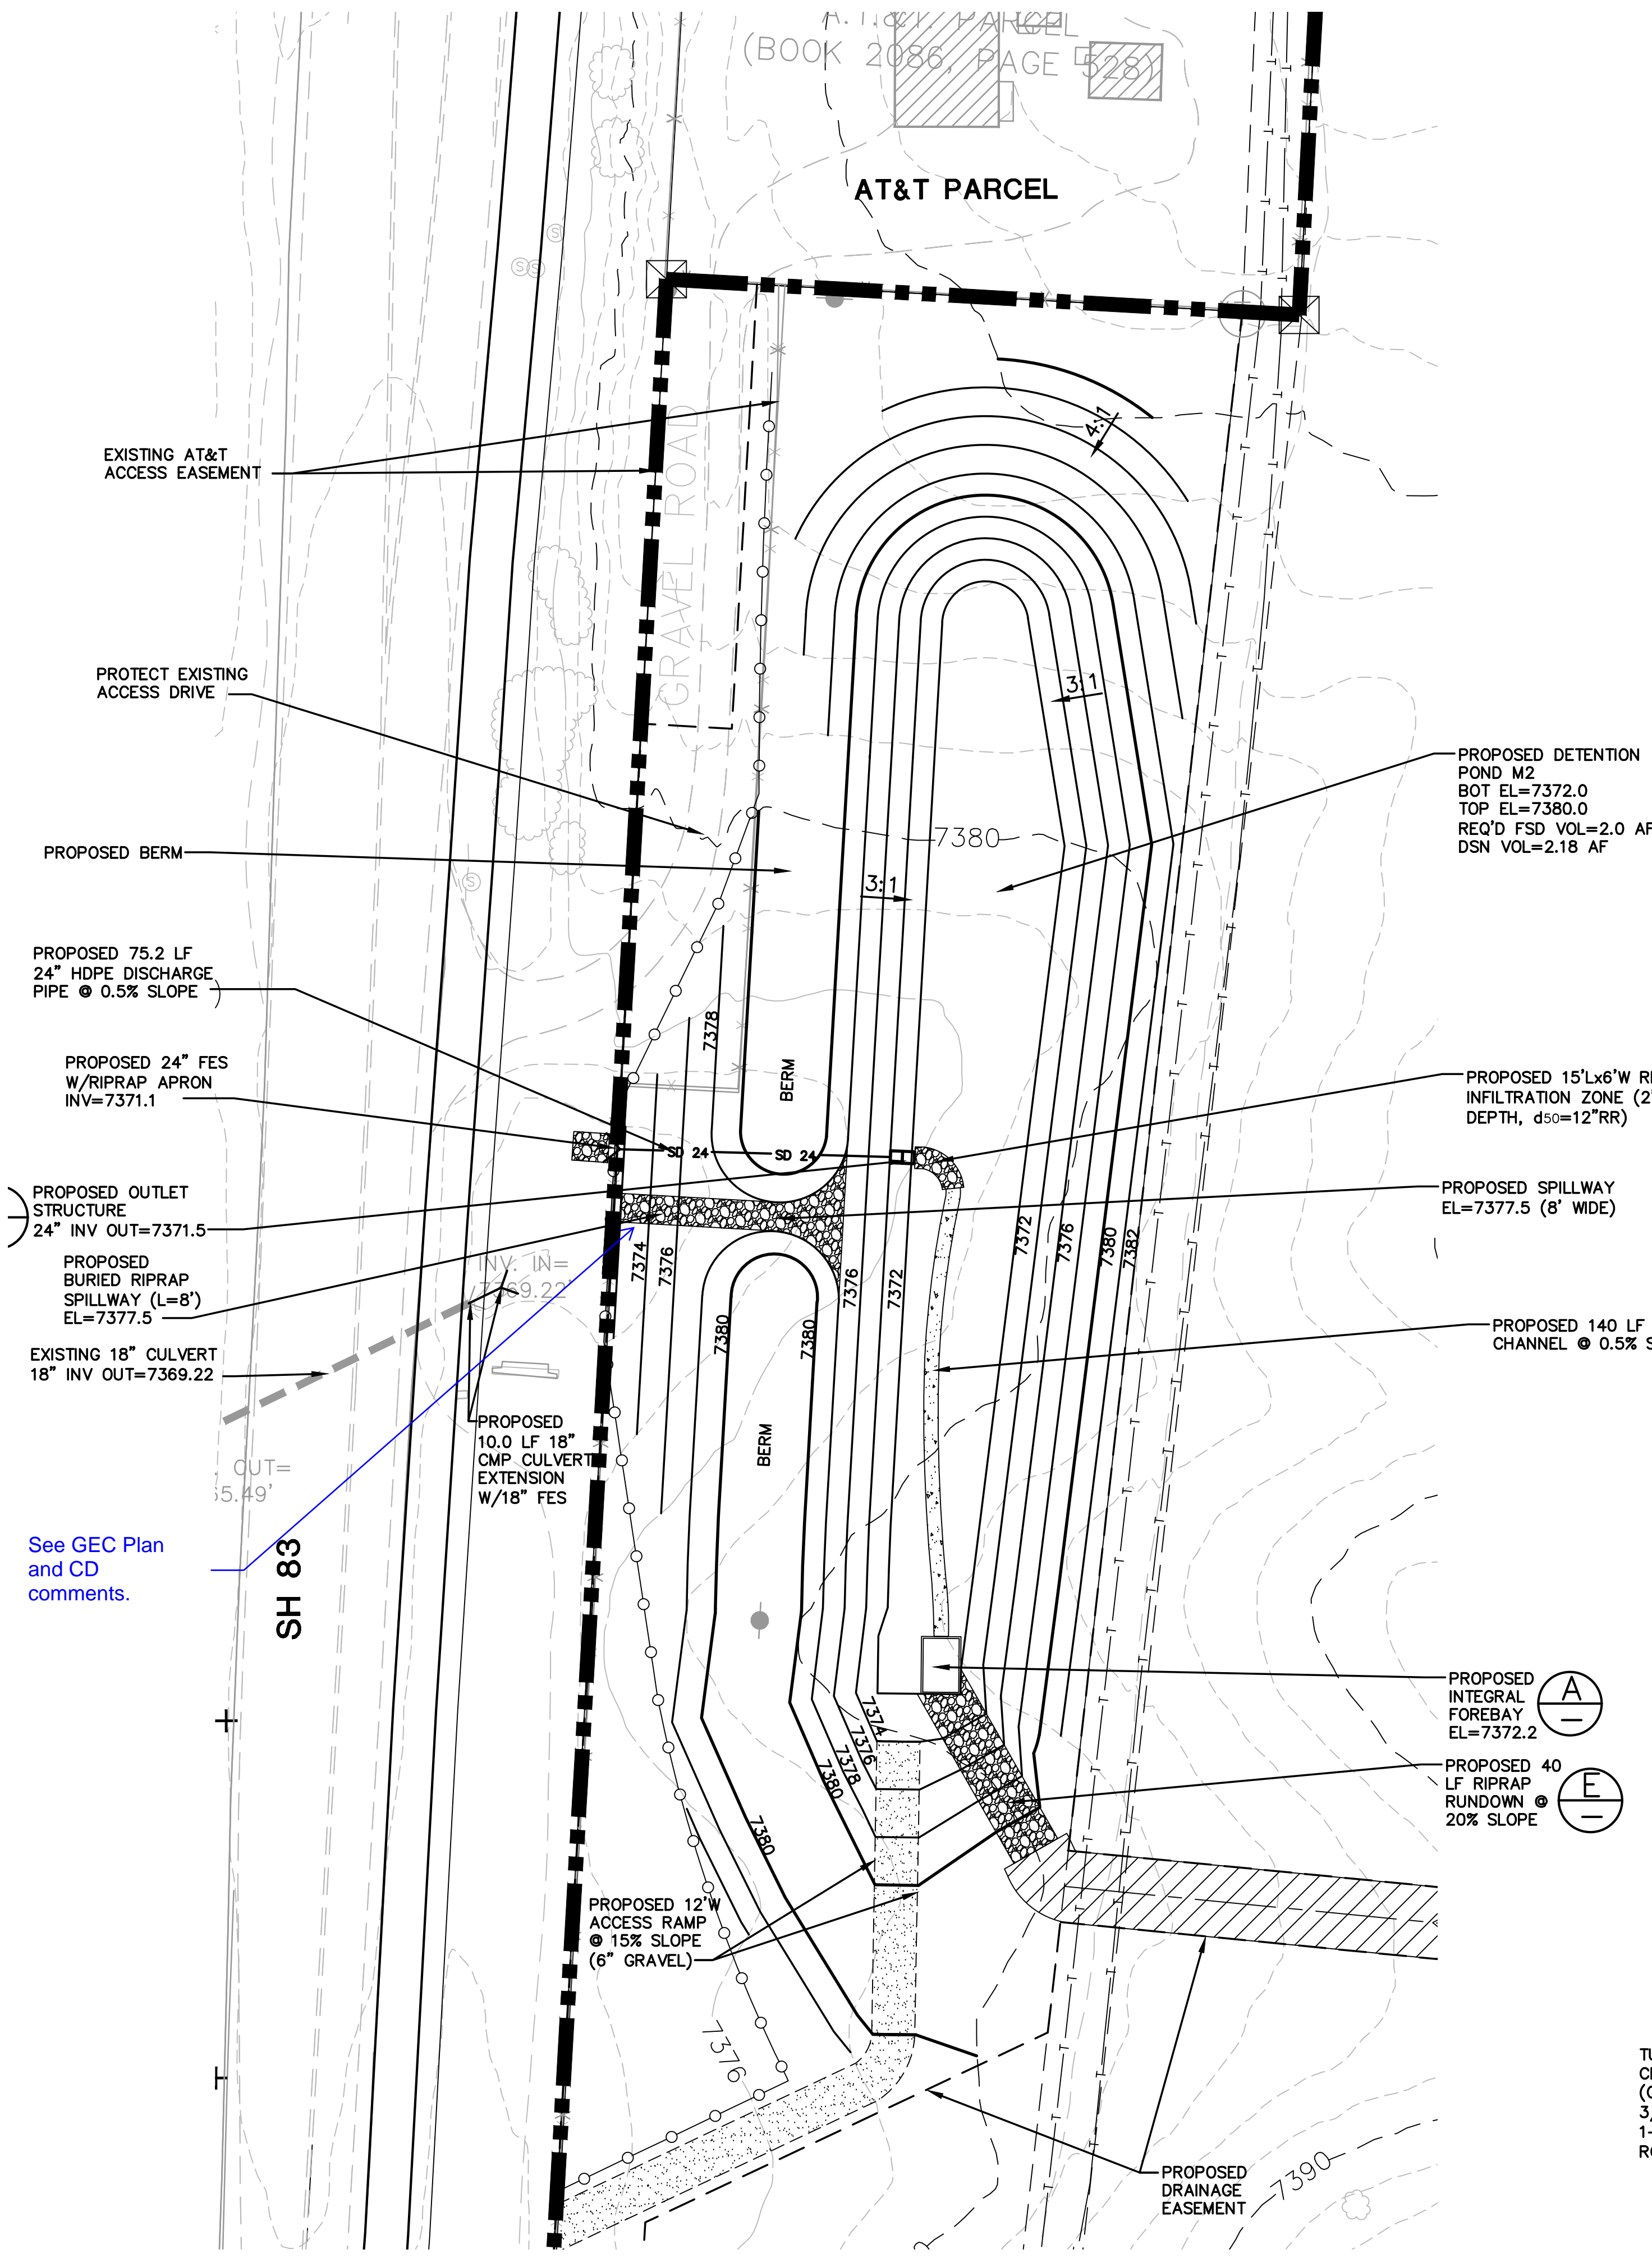 A.T.&T. PARCEL
(BOOK 2086, PAGE 528)
AT&T PARCEL
4:1
EXISTING AT&T
ACCESS EASEMENT
GRAVEL ROAD
PROTECT EXISTING
ACCESS DRIVE
3:1
PROPOSED DETENTION
POND M2
BOT EL=7372.0
TOP EL=7380.0
REQ'D FSD VOL=2.0 AF
DSN VOL=2.18 AF
7380
PROPOSED BERM
3:1
PROPOSED 75.2 LF
24" HDPE DISCHARGE
PIPE @ 0.5% SLOPE
7378
BERM
PROPOSED 24" FES
W/RIPRAP APRON
INV=7371.1
PROPOSED 15'Lx6'W
INFILTRATION ZONE
DEPTH, d50=12"RR)
SD 24
SD 24
PROPOSED OUTLET
STRUCTURE
24" INV OUT=7371.5
PROPOSED SPILLWAY
EL=7377.5 (8' WIDE)
PROPOSED
BURIED RIPRAP
SPILLWAY (L=8')
EL=7377.5
7374
7376
7376
7372
7372
7376
7380
7382
INV. IN=
7369.22'
7380
7380
EXISTING 18" CULVERT
18" INV OUT=7369.22
PROPOSED 140 LF
CHANNEL @ 0.5%
PROPOSED
10.0 LF 18"
CMP CULVERT
EXTENSION
W/18" FES
BERM
OUT=
5.49'
See GEC Plan
and CD
comments.
SH 83
PROPOSED
INTEGRAL
FOREBAY
EL=7372.2
A
7374
7376
7378
7380
7380
PROPOSED 40
LF RIPRAP
RUNDOWN @
20% SLOPE
E
PROPOSED 12'W
ACCESS RAMP
@ 15% SLOPE
(6" GRAVEL)
7376
PROPOSED
DRAINAGE
EASEMENT
7390